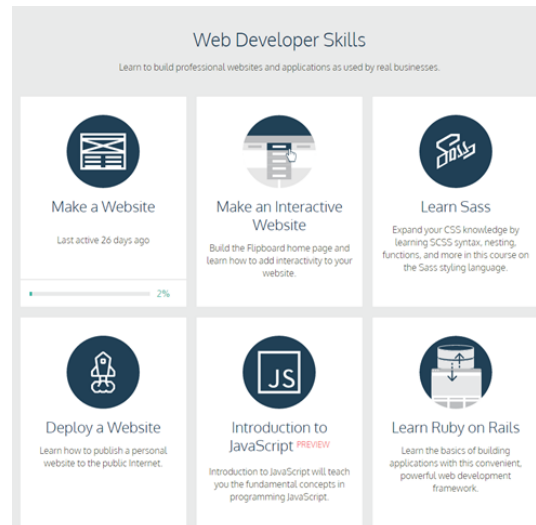 Web Developer Skills
Learn to build professional websites and applications as used by real businesses.
Make a Website
Last active 26 days ago
2%
Make an Interactive
Website
Build the Flipboard home page and
learn how to add interactivity to your
website.
Sass
Learn Sass
Expand your CSS knowledge by
learning SCSS syntax, nesting,
functions, and more in this course on
the Sass styling language.
Deploy a Website
Learn how to publish a personal
website to the public Internet.
JS
Introduction to
JavaScript PREVIEW
Introduction to JavaScript will teach
you the fundamental concepts in
programming JavaScript.
Learn Ruby on Rails
Learn the basics of building
applications with this convenient,
powerful web development
framework.